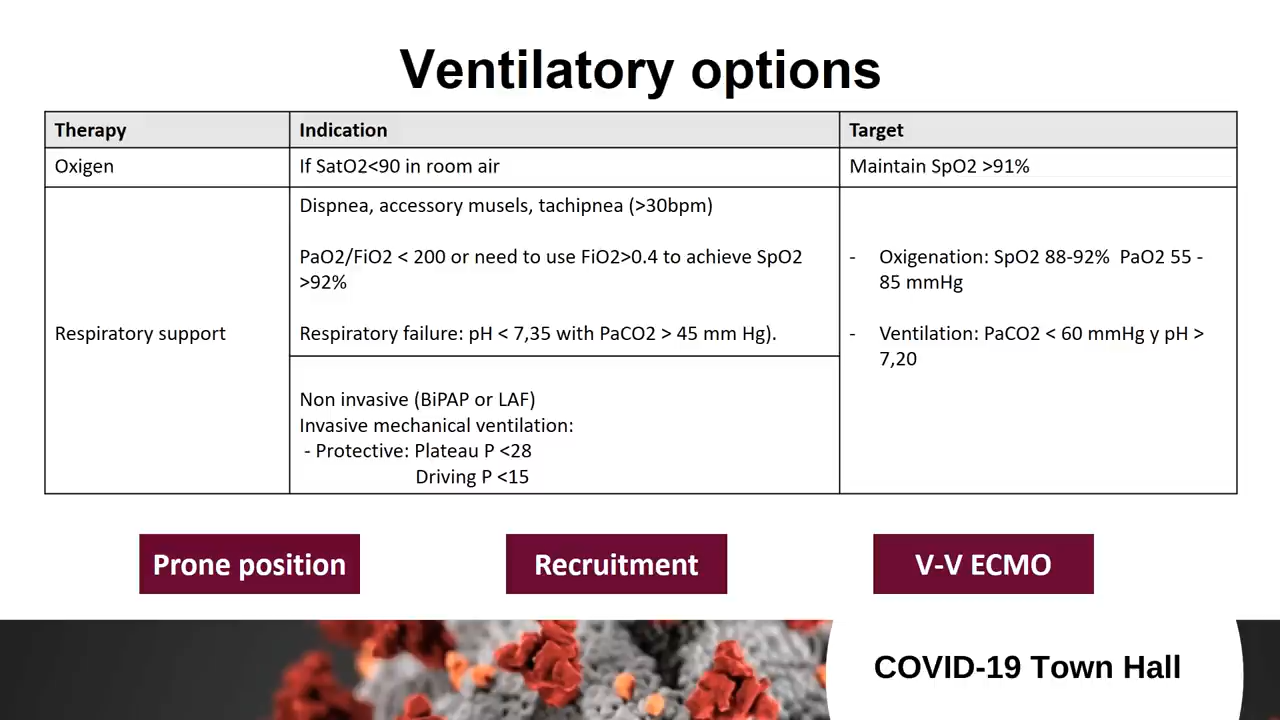 Ventilatory options
Therapy
Indication
Target
Oxigen
If SatO2<90 in room air
Maintain SpO2 >91%
Respiratory support
Dispnea, accessory musels, tachipnea (>30bpm)
PaO2/FiO2 < 200 or need to use FiO2>0.4 to achieve SpO2
>92%
Respiratory failure: pH < 7,35 with PaCO2 > 45 mm Hg).
Non invasive (BiPAP or LAF)
Invasive mechanical ventilation:
- Protective: Plateau P <28
Driving P <15
- Oxigenation: SpO2 88-92% PaO2 55 -
85 mmHg
- Ventilation: PaCO2 < 60 mmHg y pH >
7,20
Prone position
Recruitment
V-V ECMO
COVID-19 Town Hall